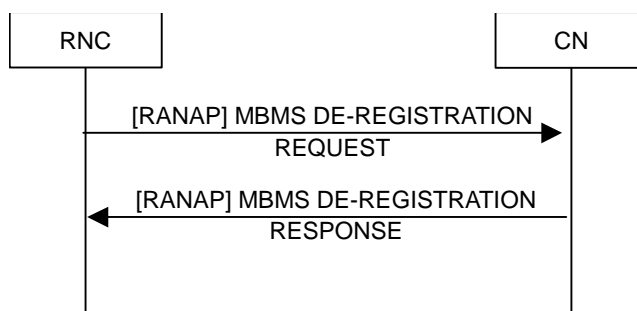 RNC
CN
[RANAP] MBMS DE-REGISTRATION
REQUEST
[RANAP] MBMS DE-REGISTRATION
RESPONSE